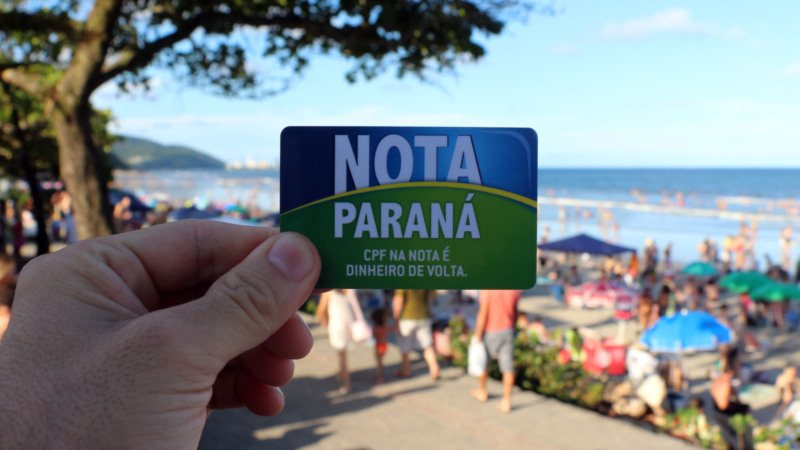 NOTA
PARANÁ
CPF NA NOTA É
DINHEIRO DE VOLTA.